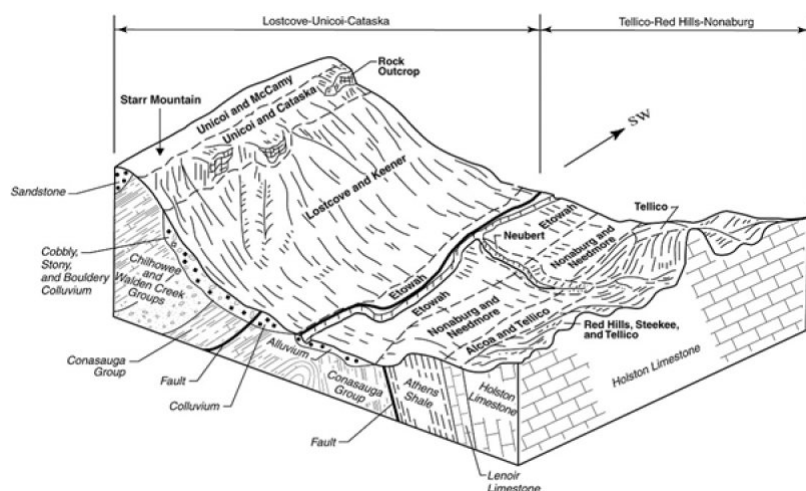 Lostcove-Unicoi-Cataska
Tellico-Red Hills-Nonaburg
Rock
Outcrop
Starr Mountain
Unicoi and McCamy
Unicoi and Cataska
SW
Sandstone
Lostcove and Keener
Tellico
Etowah
Neubert
Nonaburg and
Needmore
Cobbly,
Stony,
and Bouldery
Colluvium
Chilhowee
and
Walden Creek
Groups
Etowah
Etowah
Nonaburg and
Needmore
Alcoa and Tellico
Red Hills, Steekee,
and Tellico
Alluvium
Conasauga
Group
Fault
Colluvium
Conasauga
Group
Athens
Shale
Holston
Limestone
Holston Limestone
Fault
Lenoir
Limestone